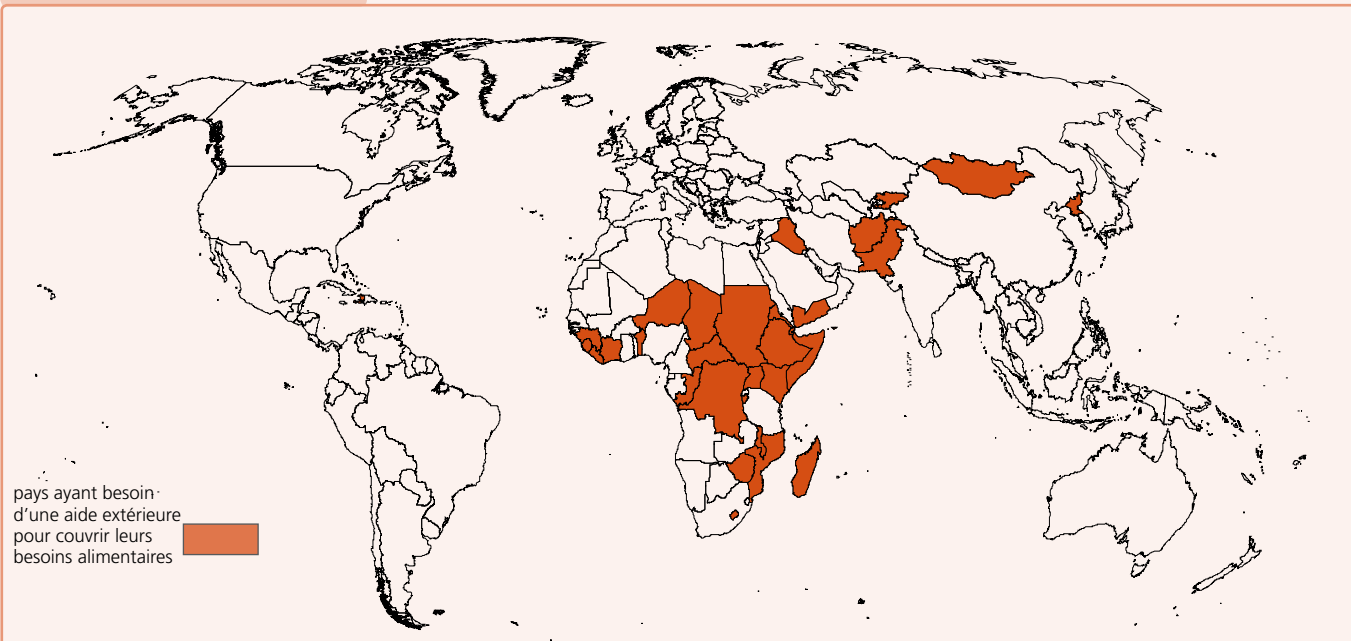 pays ayant besoin
d'une aide extérieure
pour couvrir leurs
besoins alimentaires